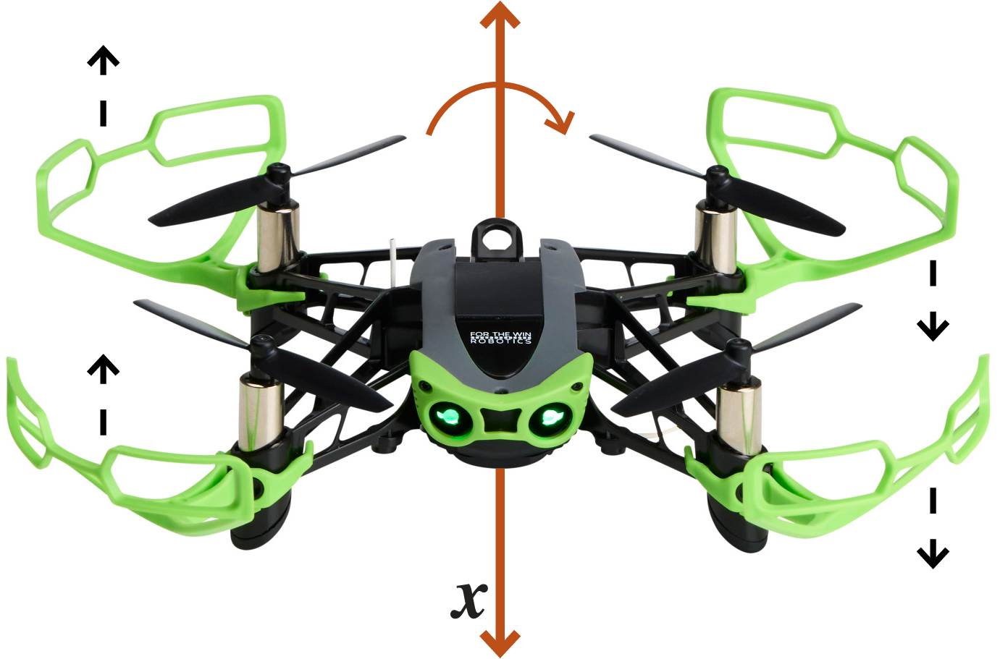 FOR THE WIN
ROBOTICS
x